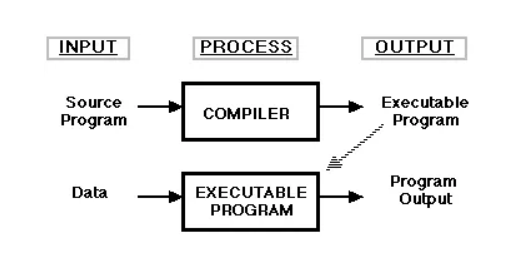 INPUT PROCESS OUTPUT
Source
Program
COMPILER
Executable
Program
Data
EXECUTABLE
PROGRAM
Program
Output